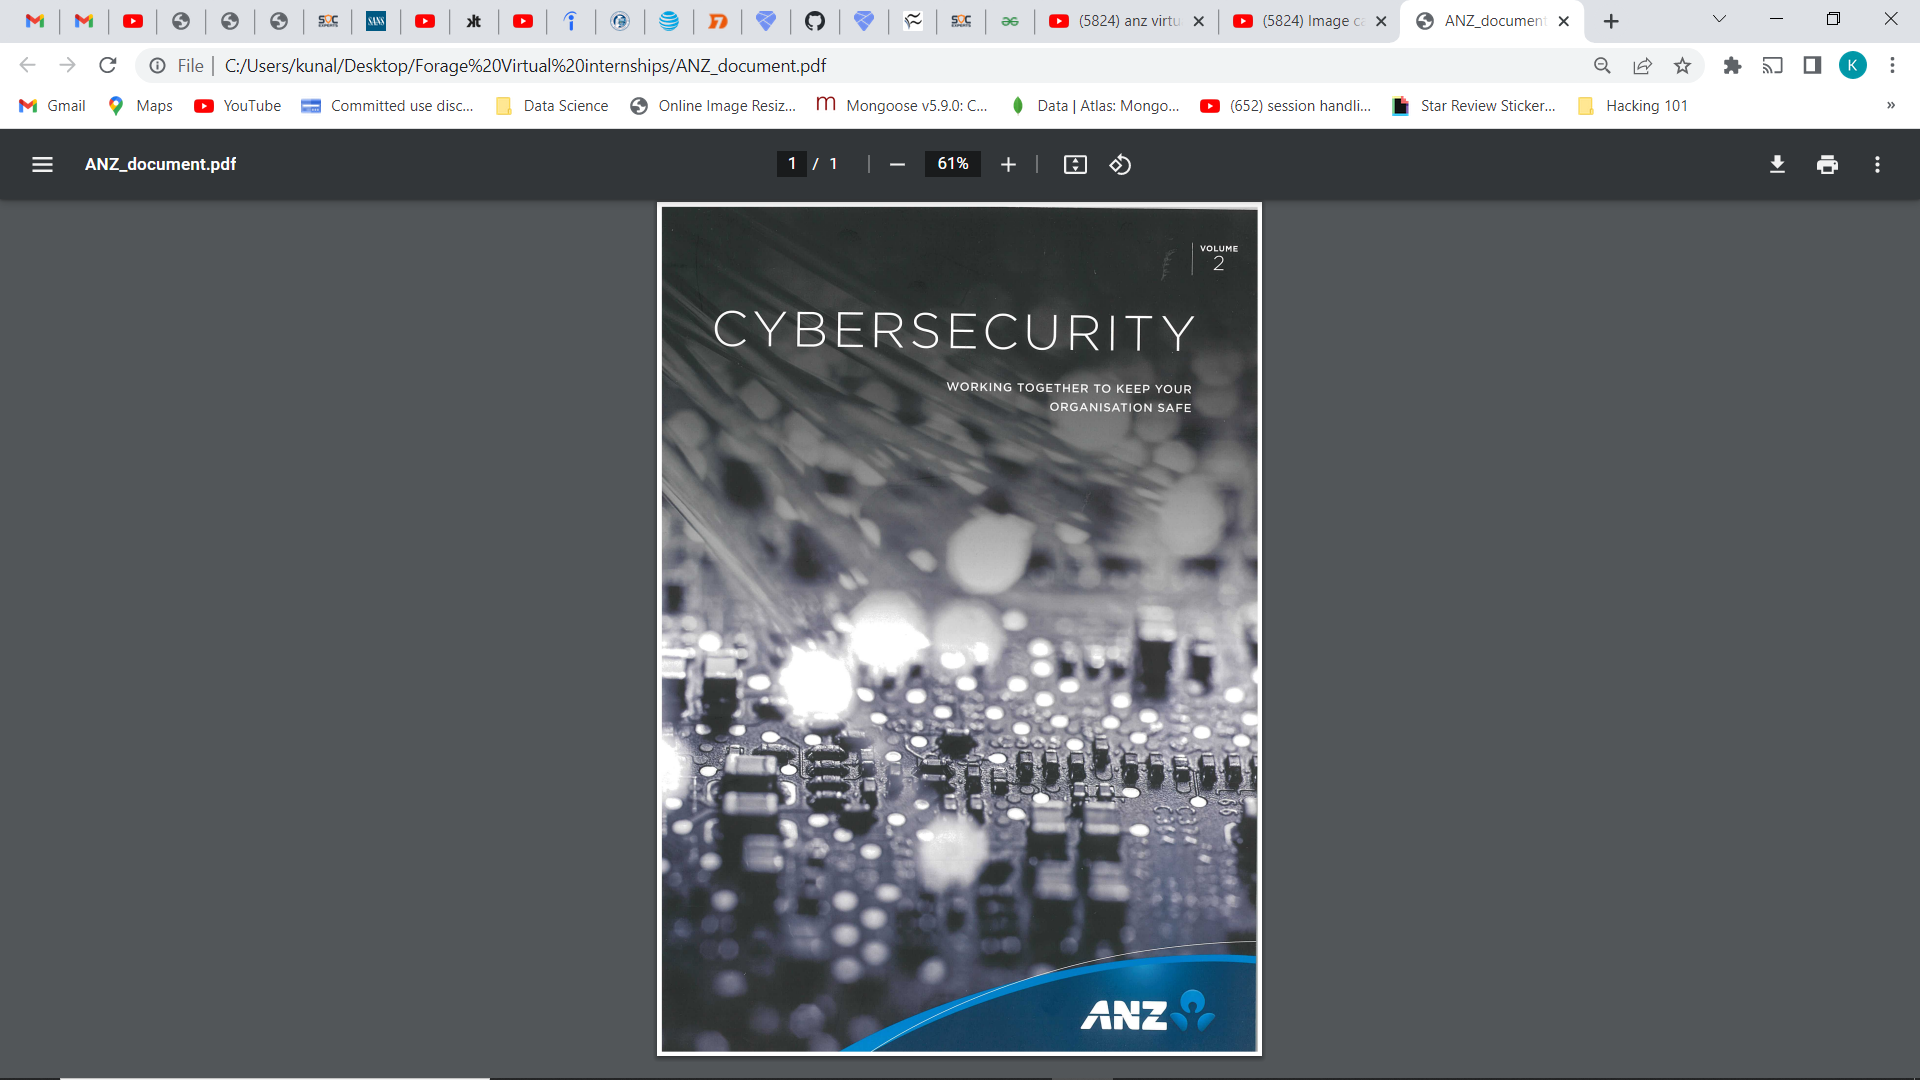 (5824) anz virtu
(5824) Image ca
ANZ_document
File
C:/Users/kunal/Desktop/Forage%20Virtual%20internships/ANZ_document.pdf
K
Gmail
Maps
YouTube
Committed use disc...
Data Science
Online Image Resiz...
Mongoose v5.9.0: C...
Data | Atlas: Mongo...
(652) session handli...
Star Review Sticker...
Hacking 101
»
ANZ_document.pdf
1 / 1
61%
VOLUME
2
CYBERSECURITY
WORKING TOGETHER TO KEEP YOUR
ORGANISATION SAFE
ANZ